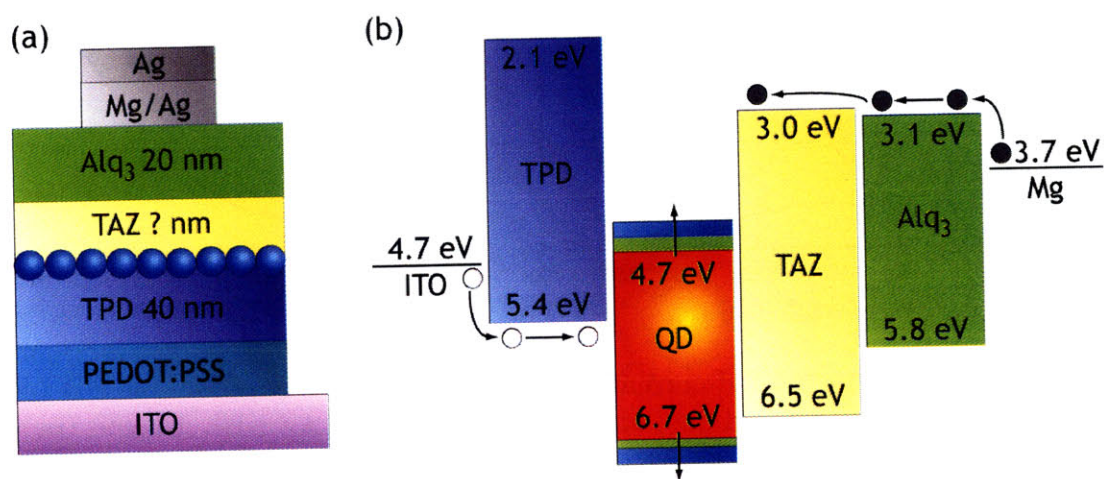 (a)
Ag
Mg/Ag
Alq₃ 20 nm
TAZ ? nm
TPD 40 nm
PEDOT:PSS
ITO
(b)
2.1 eV
TPD
5.4 eV
4.7 eV
ITO
4.7 eV
QD
6.7 eV
3.0 eV
TAZ
6.5 eV
3.1 eV
Alq₃
5.8 eV
3.7 eV
Mg